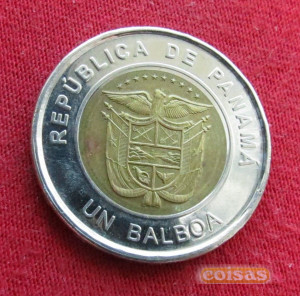 REPÚBLICA DE PANAMÁ
UN BALBOA
coisas